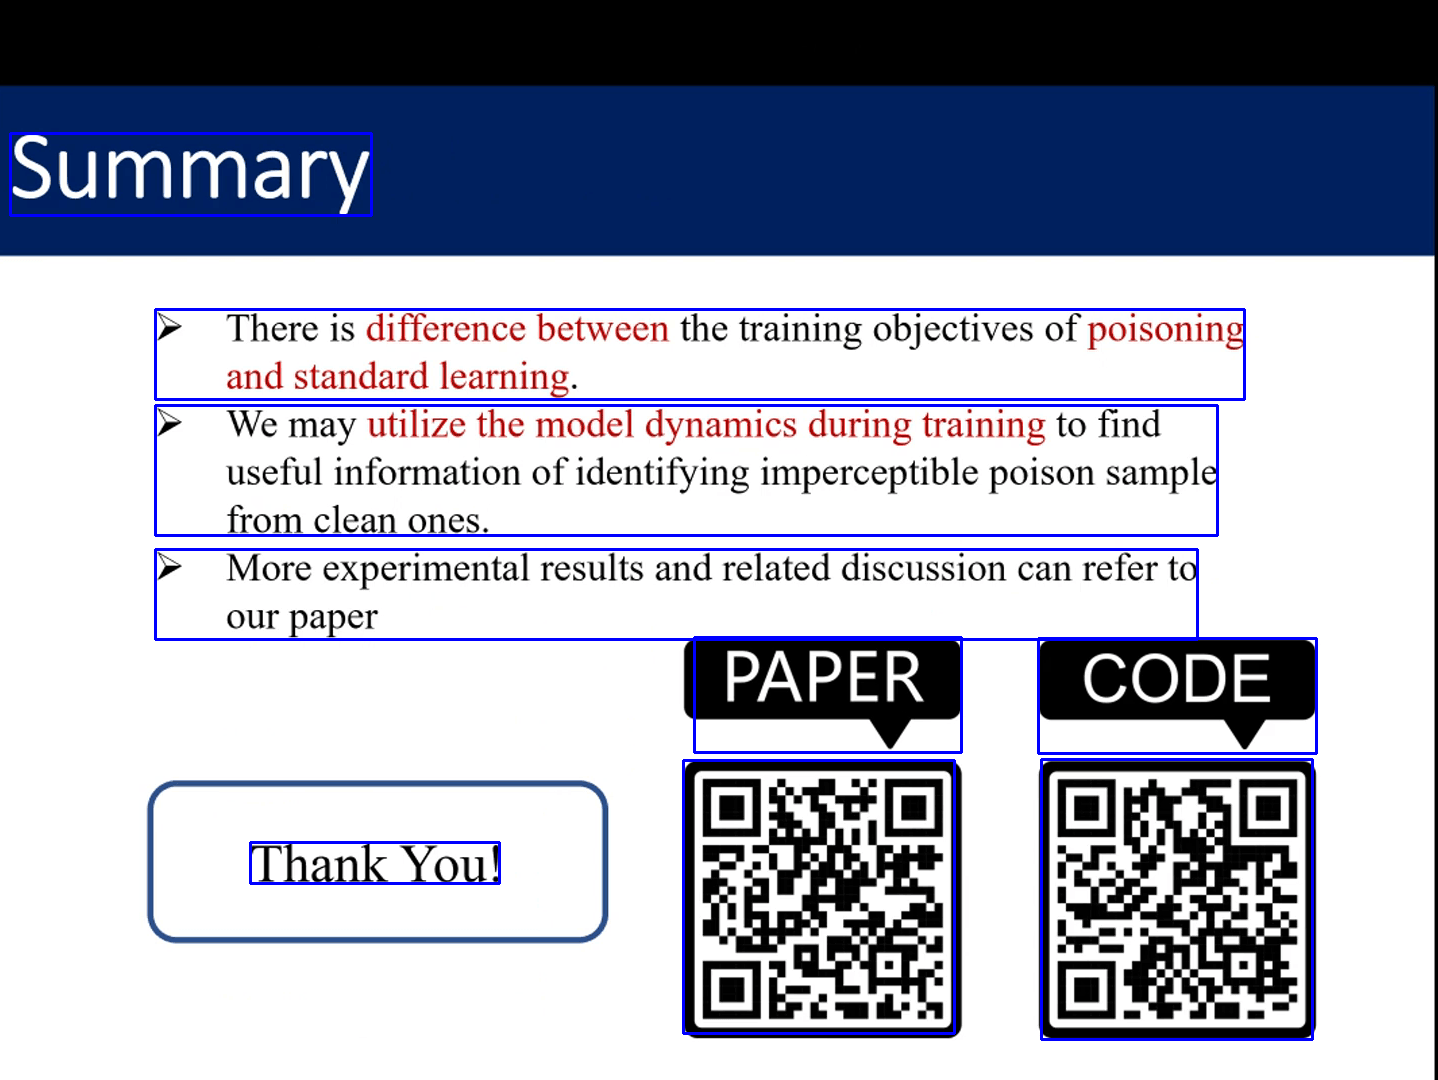 Summary
➢ There is difference between the training objectives of poisoning
and standard learning.
➢ We may utilize the model dynamics during training to find
useful information of identifying imperceptible poison sample
from clean ones.
➢ More experimental results and related discussion can refer to
our paper
PAPER
CODE
Thank You!